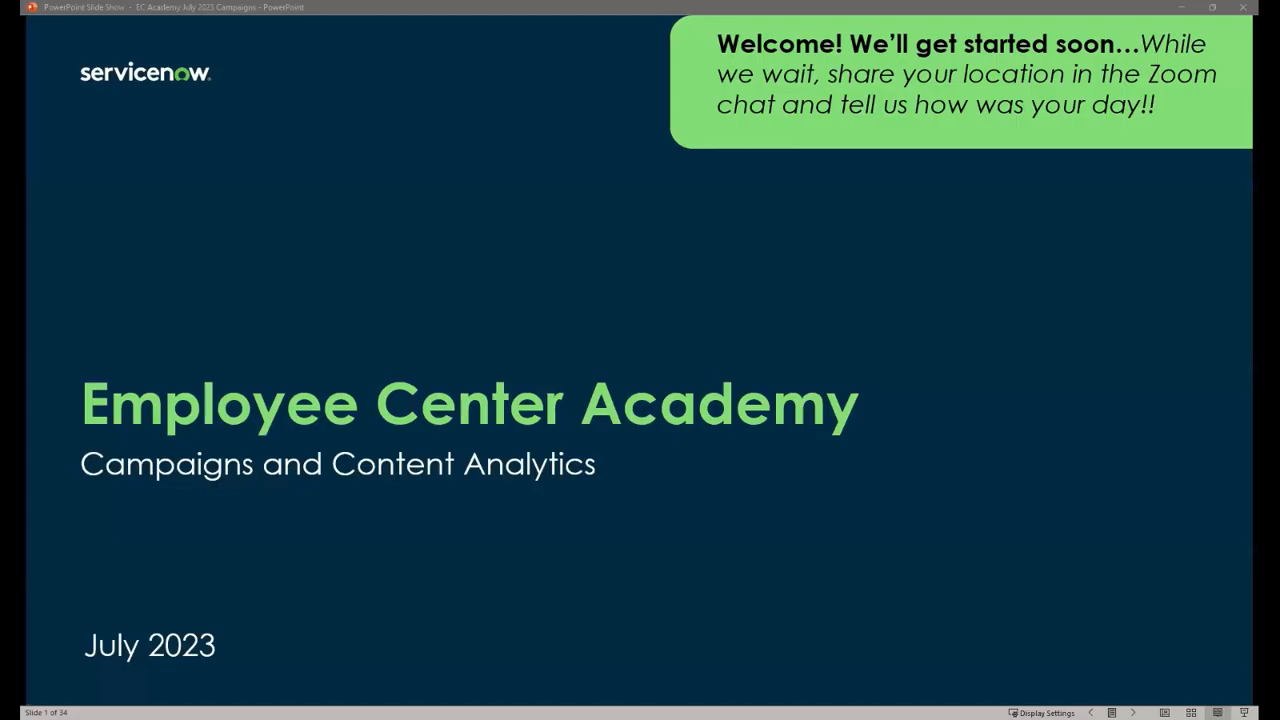 PowerPoint Slide Show - EC Academy July 2023 Campaigns - PowerPoint
servicenow.
Welcome! We’ll get started soon…While
we wait, share your location in the Zoom
chat and tell us how was your day!!
Employee Center Academy
Campaigns and Content Analytics
July 2023
Slide 1 of 34
Display Settings